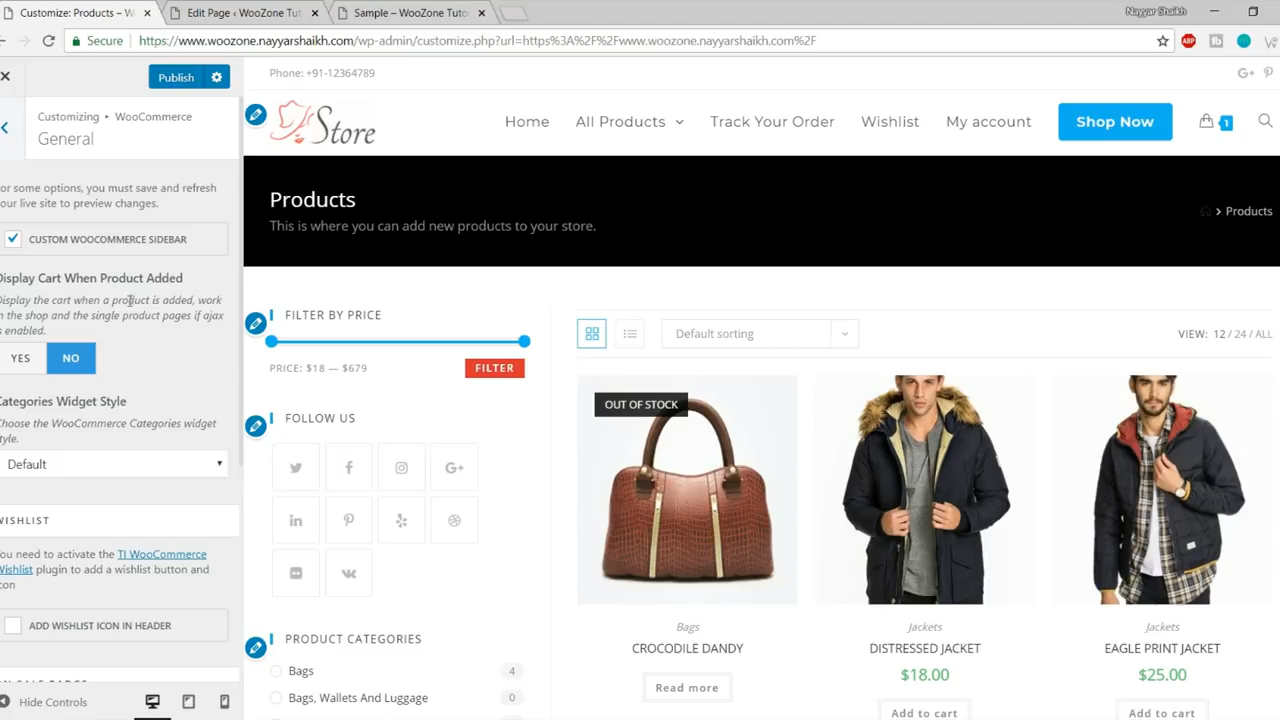 Customize: Products – W
Edit Page ‹ WooZone Tut
Sample – WooZone Tuto
Nayyar Shaikh
Secure
https://www.woozone.nayyarshaikh.com/wp-admin/customize.php?url=https%3A%2F%2Fwww.woozone.nayyarshaikh.com%2F
ABP
Publish
Customizing ▸ WooCommerce
General
or some options, you must save and refresh
our live site to preview changes.
CUSTOM WOOCOMMERCE SIDEBAR
Display Cart When Product Added
Display the cart when a product is added, work
n the shop and the single product pages if ajax
s enabled.
YES
NO
Categories Widget Style
Choose the WooCommerce Categories widget
tyle.
Default
WISHLIST
You need to activate the TI WooCommerce
Wishlist plugin to add a wishlist button and
con
ADD WISHLIST ICON IN HEADER
Hide Controls
Phone: +91-12364789
G+
Store
Home
All Products
Track Your Order
Wishlist
My account
Shop Now
1
Products
This is where you can add new products to your store.
Products
FILTER BY PRICE
PRICE: $18 — $679
FILTER
FOLLOW US
G+
PRODUCT CATEGORIES
Bags
4
Bags, Wallets And Luggage
0
Default sorting
VIEW: 12 / 24 / ALL
OUT OF STOCK
Bags
CROCODILE DANDY
Read more
Jackets
DISTRESSED JACKET
$18.00
Add to cart
Jackets
EAGLE PRINT JACKET
$25.00
Add to cart